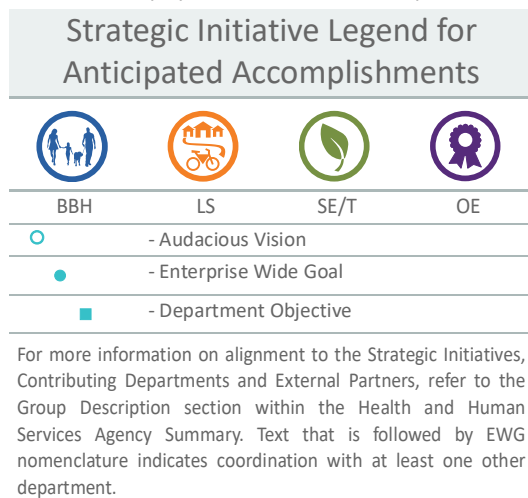 Strategic Initiative Legend for
Anticipated Accomplishments
BBH LS SE/T OE
- Audacious Vision
- Enterprise Wide Goal
- Department Objective
For more information on alignment to the Strategic Initiatives,
Contributing Departments and External Partners, refer to the
Group Description section within the Health and Human
Services Agency Summary. Text that is followed by EWG
nomenclature indicates coordination with at least one other
department.